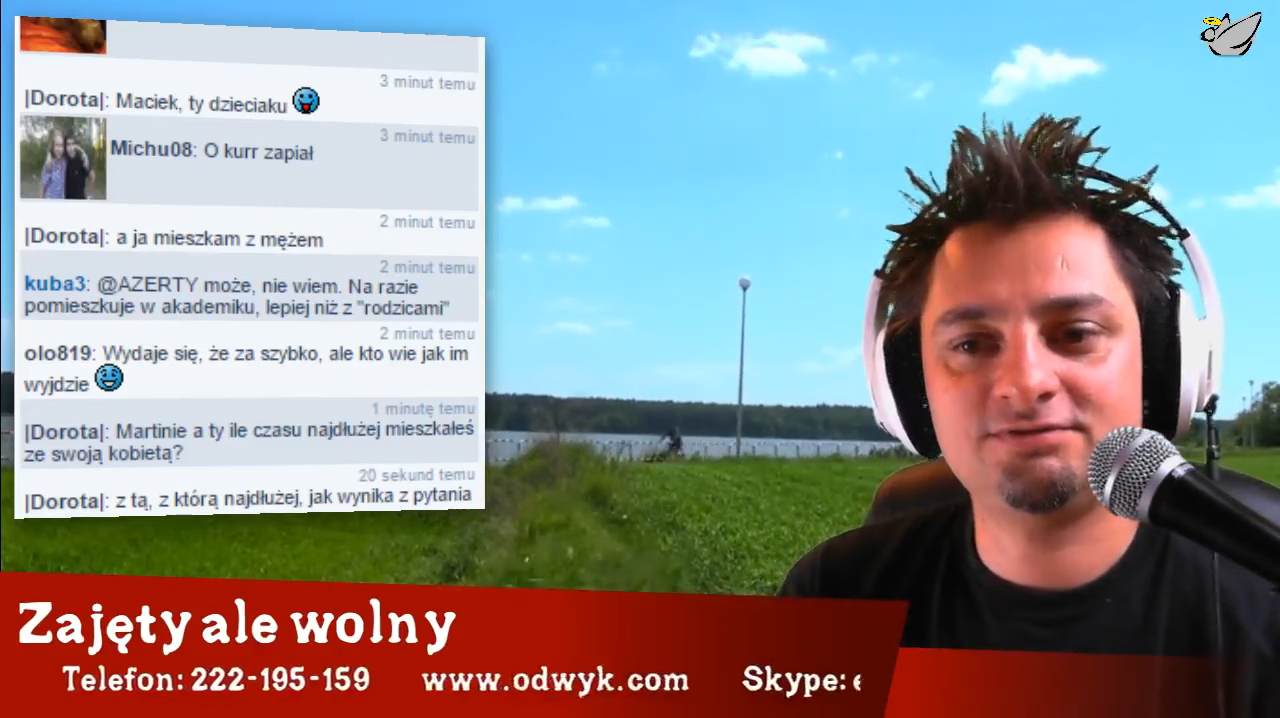 3 minut temu
|Dorota|: Maciek, ty dzieciaku
3 minut temu
Michu08: O kurr zapiał
2 minut temu
|Dorota|: a ja mieszkam z mężem
2 minut temu
kuba3: @AZERTY może, nie wiem. Na razie
pomieszkuje w akademiku, lepiej niż z "rodzicami"
2 minut temu
olo819: Wydaje się, że za szybko, ale kto wie jak im
wyjdzie
1 minutę temu
|Dorota|: Martinie a ty ile czasu najdłużej mieszkałeś
ze swoją kobietą?
20 sekund temu
|Dorota|: z tą, z którą najdłużej, jak wynika z pytania
Zajęty ale wolny
Telefon: 222-195-159 www.odwyk.com Skype: